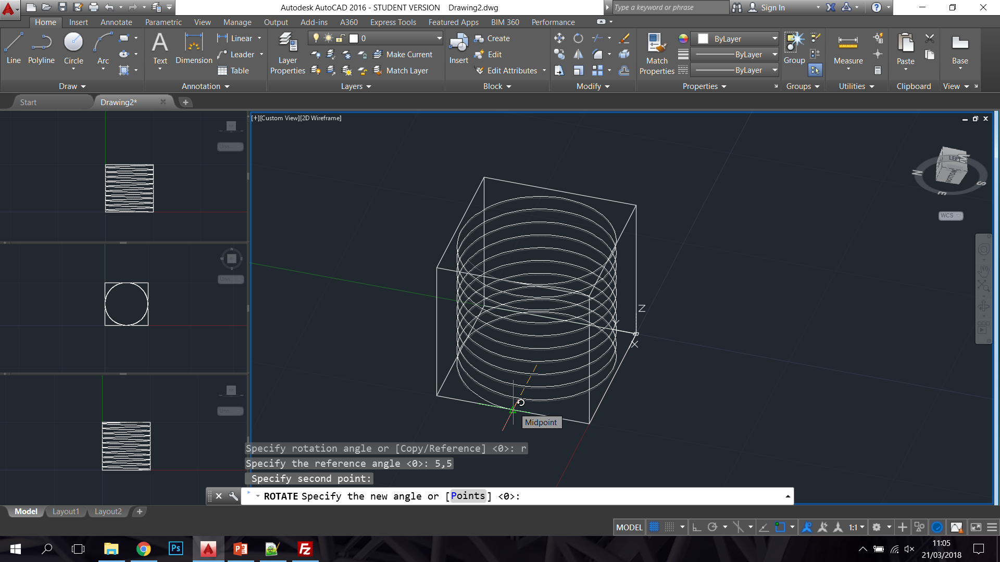 Autodesk AutoCAD 2016 - STUDENT VERSION Drawing2.dwg
Type a keyword or phrase
Sign In
Home Insert Annotate Parametric View Manage Output Add-ins A360 Express Tools Featured Apps BIM 360 Performance
Line
Polyline
Circle
Arc
Draw
Text
Dimension
Linear
Leader
Table
Annotation
Layer
Properties
0
Make Current
Match Layer
Layers
Insert
Create
Edit
Edit Attributes
Block
Modify
Match
Properties
ByLayer
ByLayer
ByLayer
Properties
Group
Groups
Measure
Utilities
Paste
Clipboard
Base
View
Start
Drawing2*
[+][Custom View][2D Wireframe]
LEFT
BOTTOM
N
W
S
E
WCS
N
W
E
S
Z
X
Midpoint
Specify rotation angle or [Copy/Reference] <0>: r
Specify the reference angle <0>: 5,5
Specify second point:
ROTATE Specify the new angle or [Points] <0>:
Model Layout1 Layout2
MODEL
1:1
Ps
11:05
21/03/2018